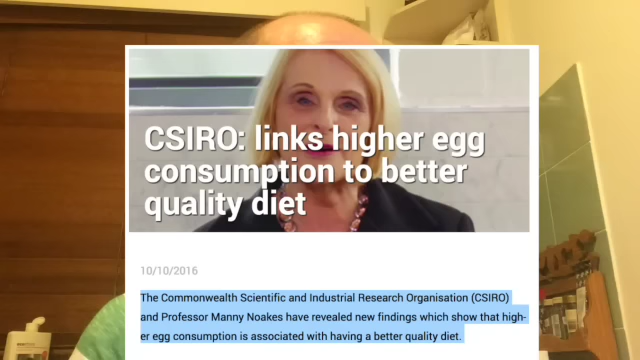 CSIRO: links higher egg
consumption to better
quality diet
10/10/2016
The Commonwealth Scientific and Industrial Research Organisation (CSIRO)
and Professor Manny Noakes have revealed new findings which show that high-
er egg consumption is associated with having a better quality diet.